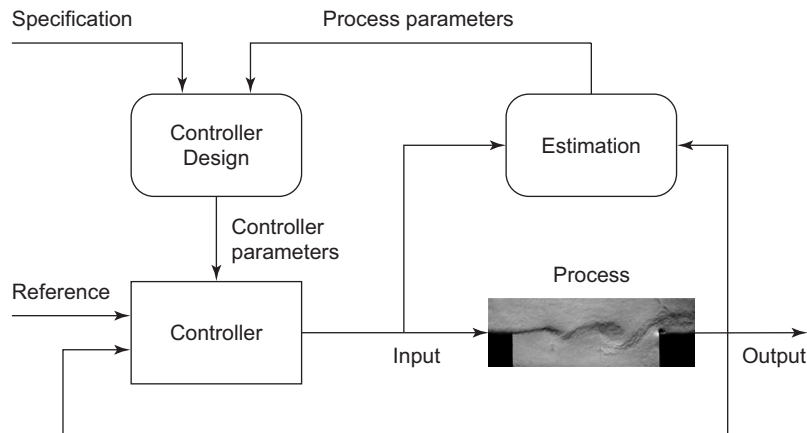 Specification
Process parameters
Controller
Design
Estimation
Controller
parameters
Process
Reference
Controller
Input
Output